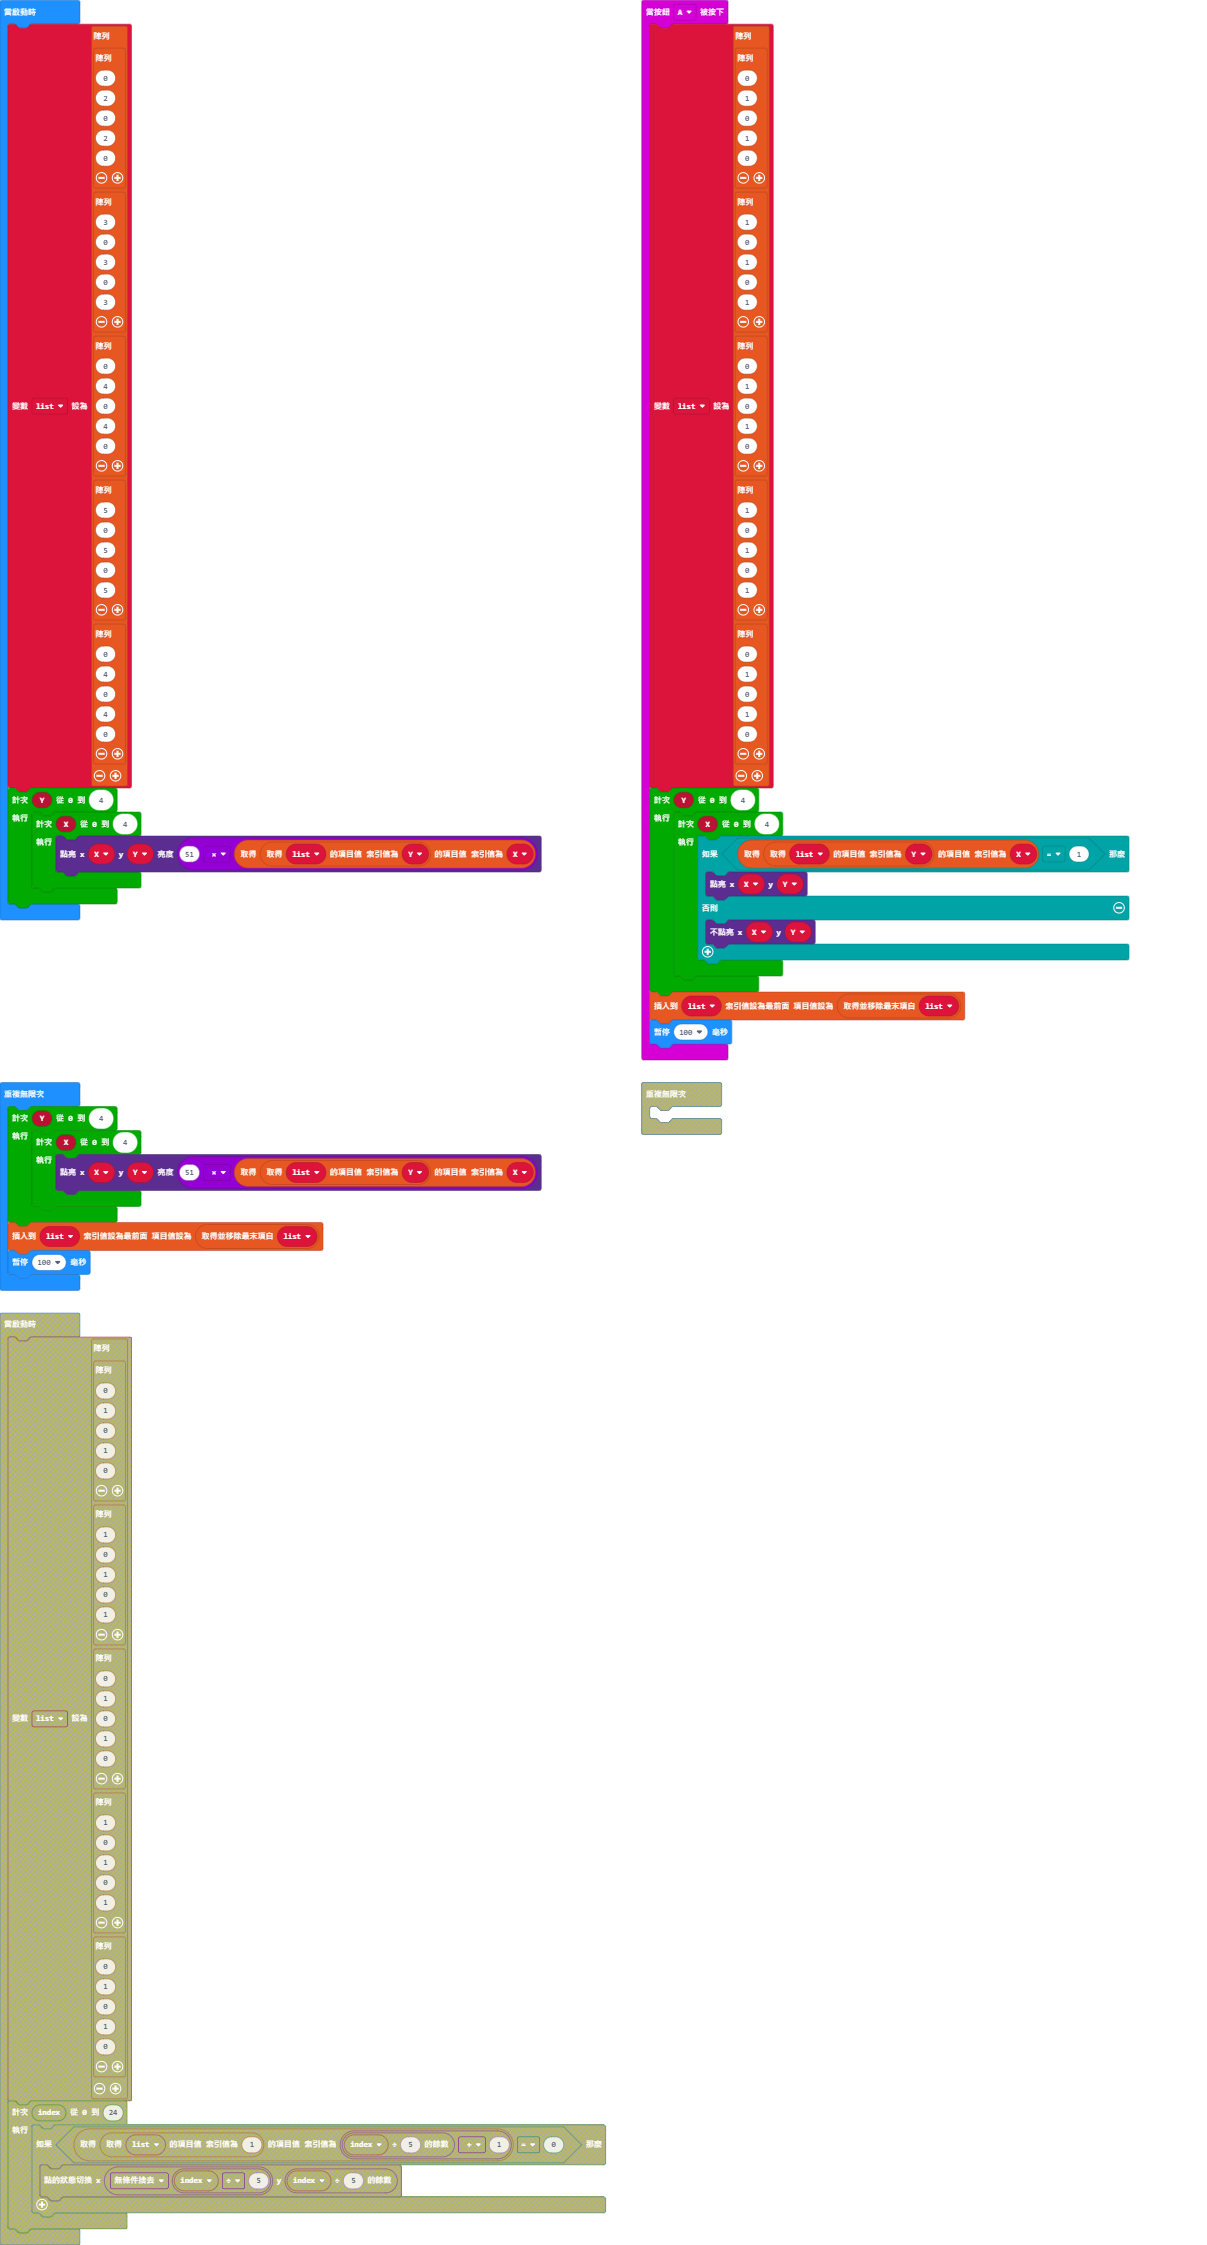 當啟動時
陣列
陣列
0
2
0
2
0
陣列
3
0
3
0
3
陣列
0
4
0
4
0
變數 list 設為
陣列
5
0
5
0
5
陣列
0
4
0
4
0
計次 Y 從 0 到 4
執行
計次 X 從 0 到 4
執行
點亮 x X y Y 亮度 51 × 取得 取得 list 的項目值 索引值為 Y 的項目值 索引值為 X
當按鈕 A 被按下
陣列
陣列
0
1
0
1
0
陣列
1
0
1
0
1
陣列
0
1
0
1
0
變數 list 設為
陣列
1
0
1
0
1
陣列
0
1
0
1
0
計次 Y 從 0 到 4
執行
計次 X 從 0 到 4
執行
如果 取得 取得 list 的項目值 索引值為 Y 的項目值 索引值為 X = 1 那麼
點亮 x X y Y
否則
不點亮 x X y Y
插入到 list 索引值設為最前面 項目值設為 取得並移除最末項自 list
暫停 100 毫秒
重複無限次
計次 Y 從 0 到 4
執行
計次 X 從 0 到 4
執行
點亮 x X y Y 亮度 51 × 取得 取得 list 的項目值 索引值為 Y 的項目值 索引值為 X
插入到 list 索引值設為最前面 項目值設為 取得並移除最末項自 list
暫停 100 毫秒
重複無限次
當啟動時
陣列
陣列
0
1
0
1
0
陣列
1
0
1
0
1
陣列
0
1
0
1
0
變數 list 設為
陣列
1
0
1
0
1
陣列
0
1
0
1
0
計次 index 從 0 到 24
執行
如果 取得 取得 list 的項目值 索引值為 1 的項目值 索引值為 index ÷ 5 的餘數 ÷ 1 = 0 那麼
點的狀態切換 x 無條件捨去 index ÷ 5 y index ÷ 5 的餘數